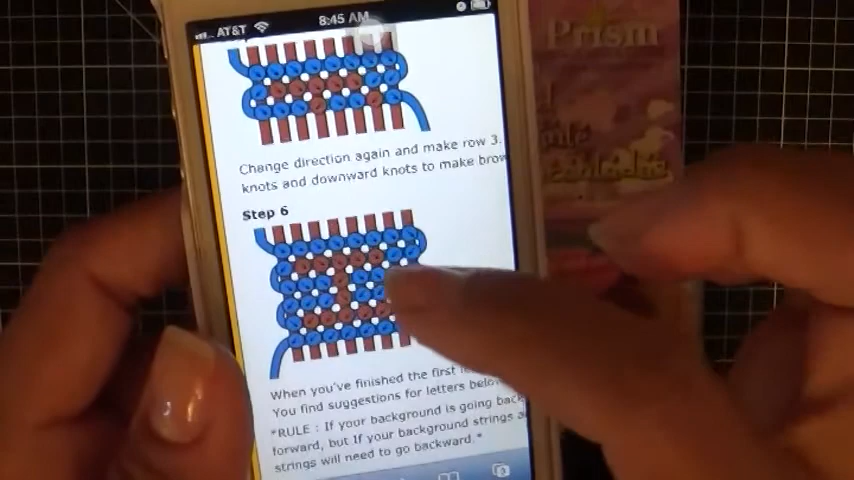 AT&T 8:45 AM
Prism
Change direction again and make row 3.
knots and downward knots to make brow
Step 6
When you've finished the first
You find suggestions for letters below
*RULE : If your background is going back
forward, but If your background strings
strings will need to go backward.*